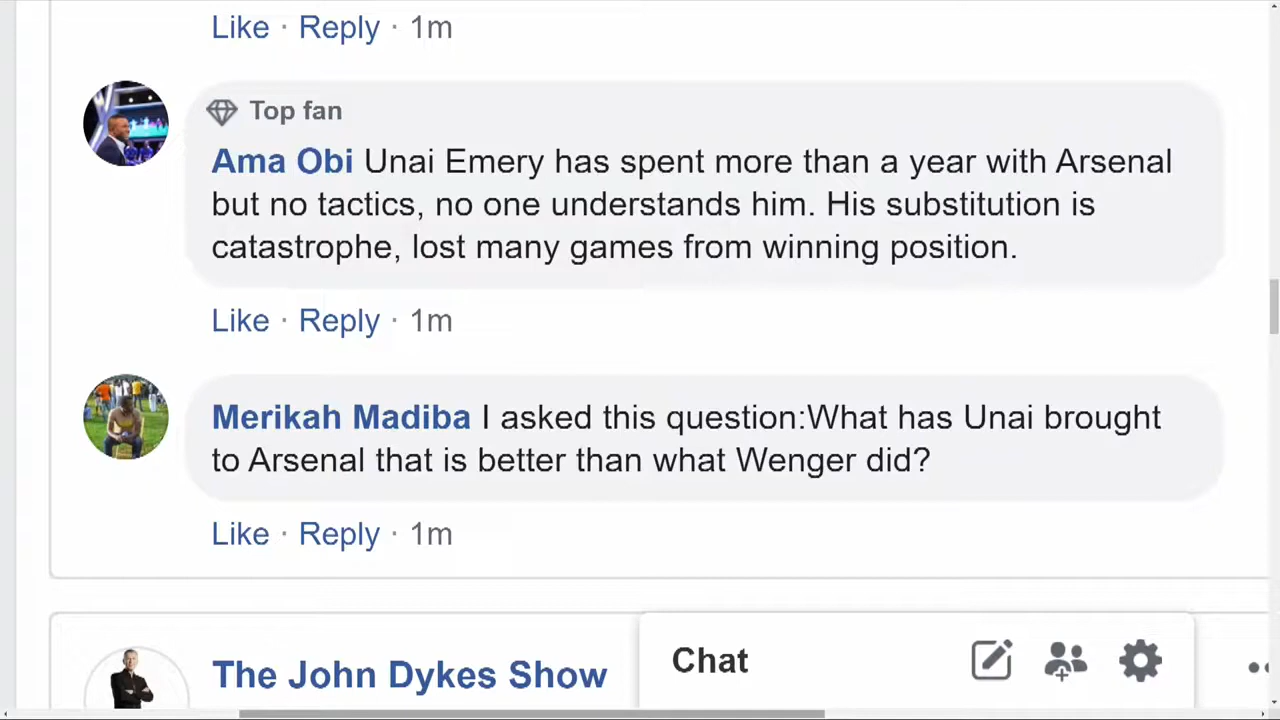 Like · Reply · 1m
Top fan
Ama Obi Unai Emery has spent more than a year with Arsenal
but no tactics, no one understands him. His substitution is
catastrophe, lost many games from winning position.
Like · Reply · 1m
Merikah Madiba I asked this question:What has Unai brought
to Arsenal that is better than what Wenger did?
Like · Reply · 1m
The John Dykes Show
Chat